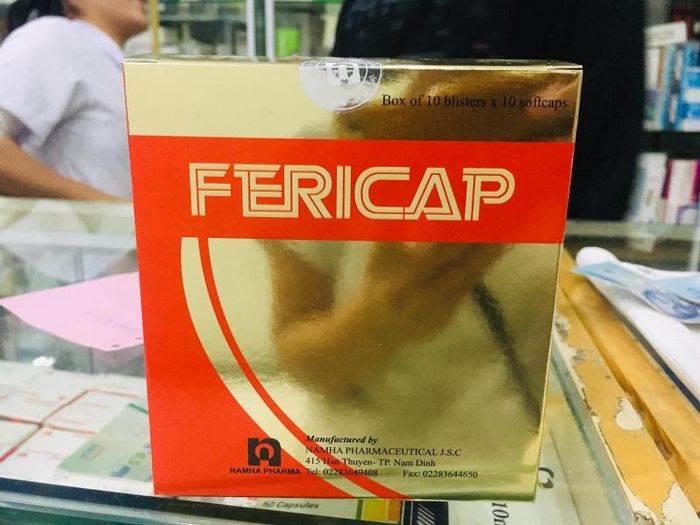 Box of 10 blisters x 10 softcaps
FERICAP
NAMHA PHARMA
Manufactured by
NAMHA PHARMACEUTICAL J.S.C
415 Han Thuyen- TP. Nam Dinh
Tel: 02283649408 Fax: 02283644650
60 Capsules